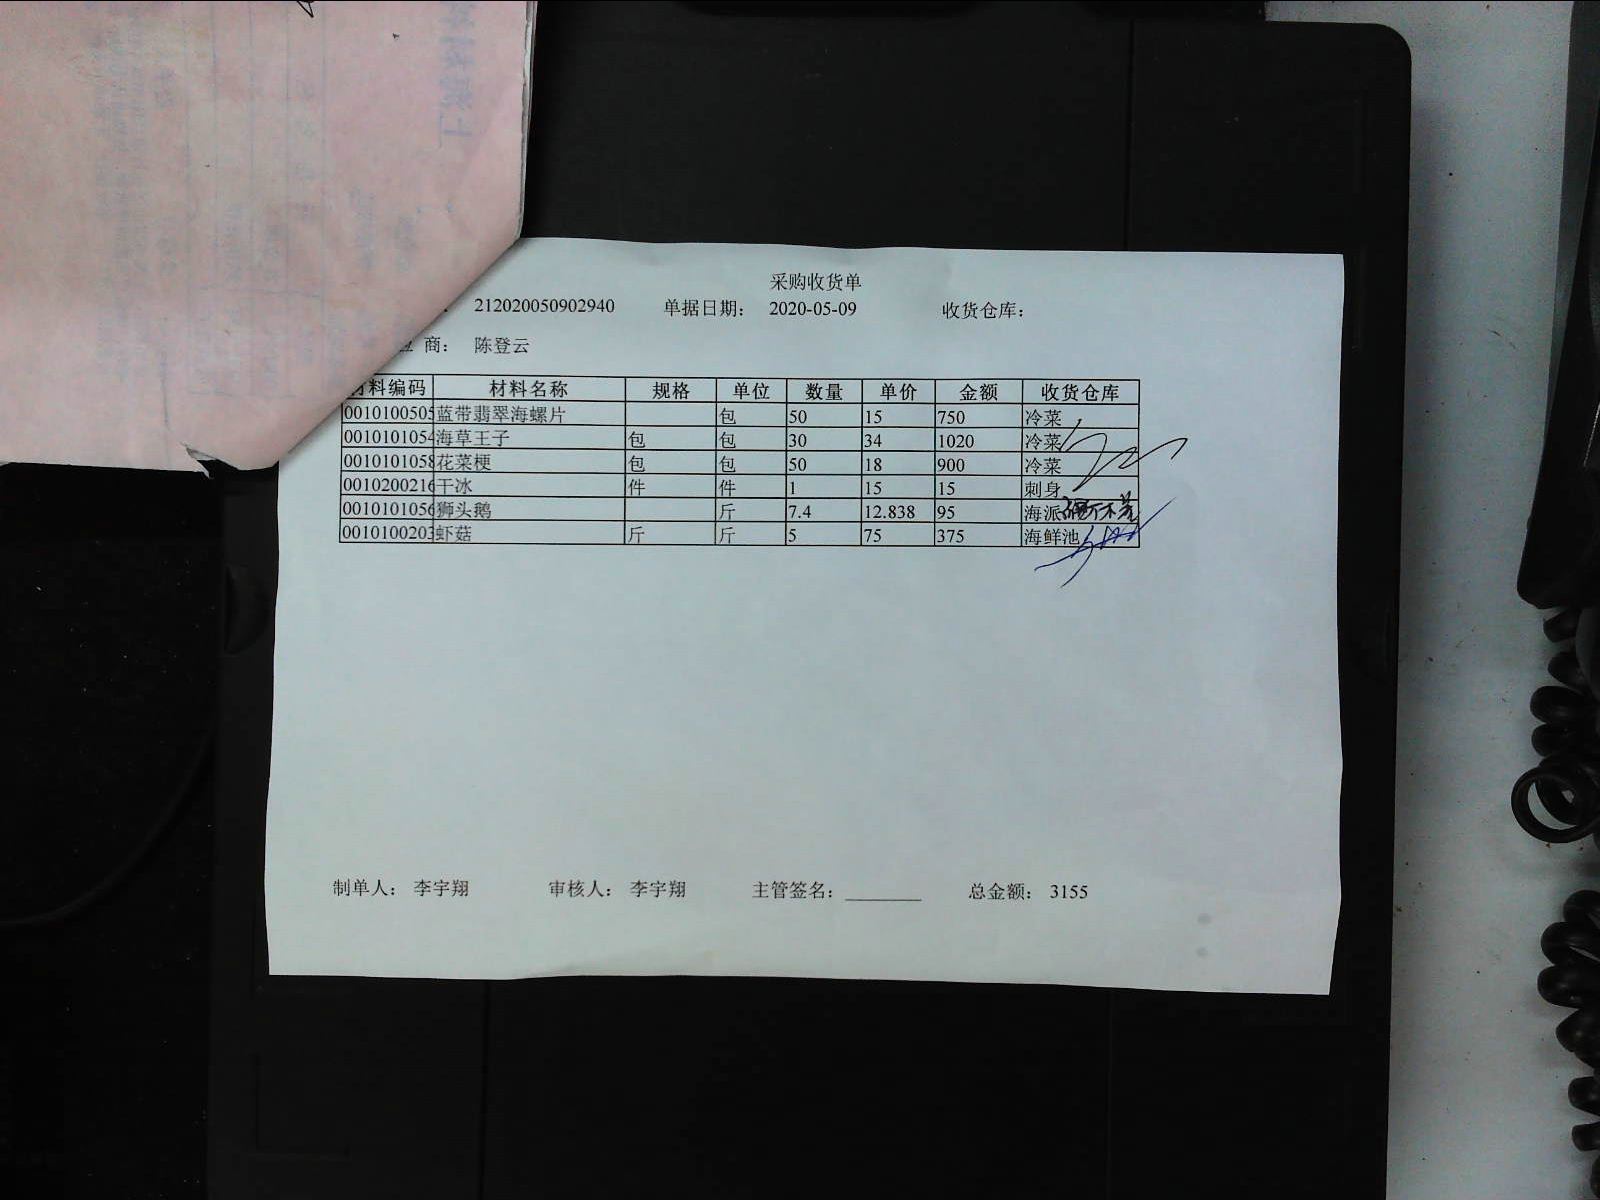 采购收货单
212020050902940 单据日期： 2020-05-09 收货仓库：
商： 陈登云
料编码 材料名称 规格 单位 数量 单价 金额 收货仓库
0010100505 蓝带翡翠海螺片 包 50 15 750 冷菜
0010101054 海草王子 包 包 30 34 1020 冷菜
0010101058 花菜梗 包 包 50 18 900 冷菜
0010200216 干冰 件 件 1 15 15 刺身
0010101056 狮头鹅 斤 7.4 12.838 95 海派
0010100203 虾菇 斤 斤 5 75 375 海鲜池
制单人： 李宇翔 审核人： 李宇翔 主管签名： 总金额： 3155